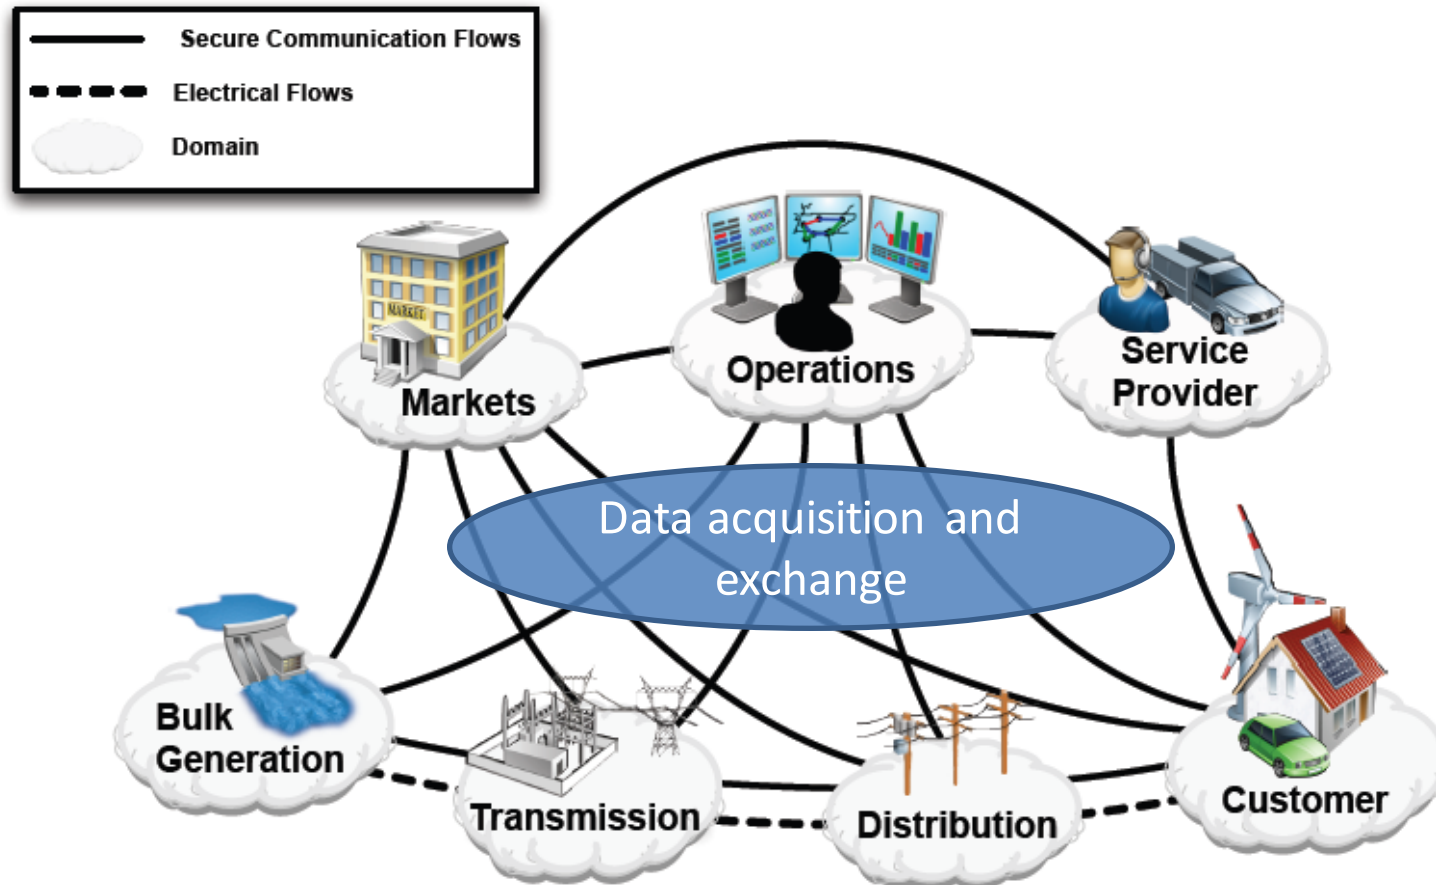 Secure Communication Flows
Electrical Flows
Domain
MARKET
Markets
Operations
Service
Provider
Data acquisition and
exchange
Bulk
Generation
Transmission
Distribution
Customer